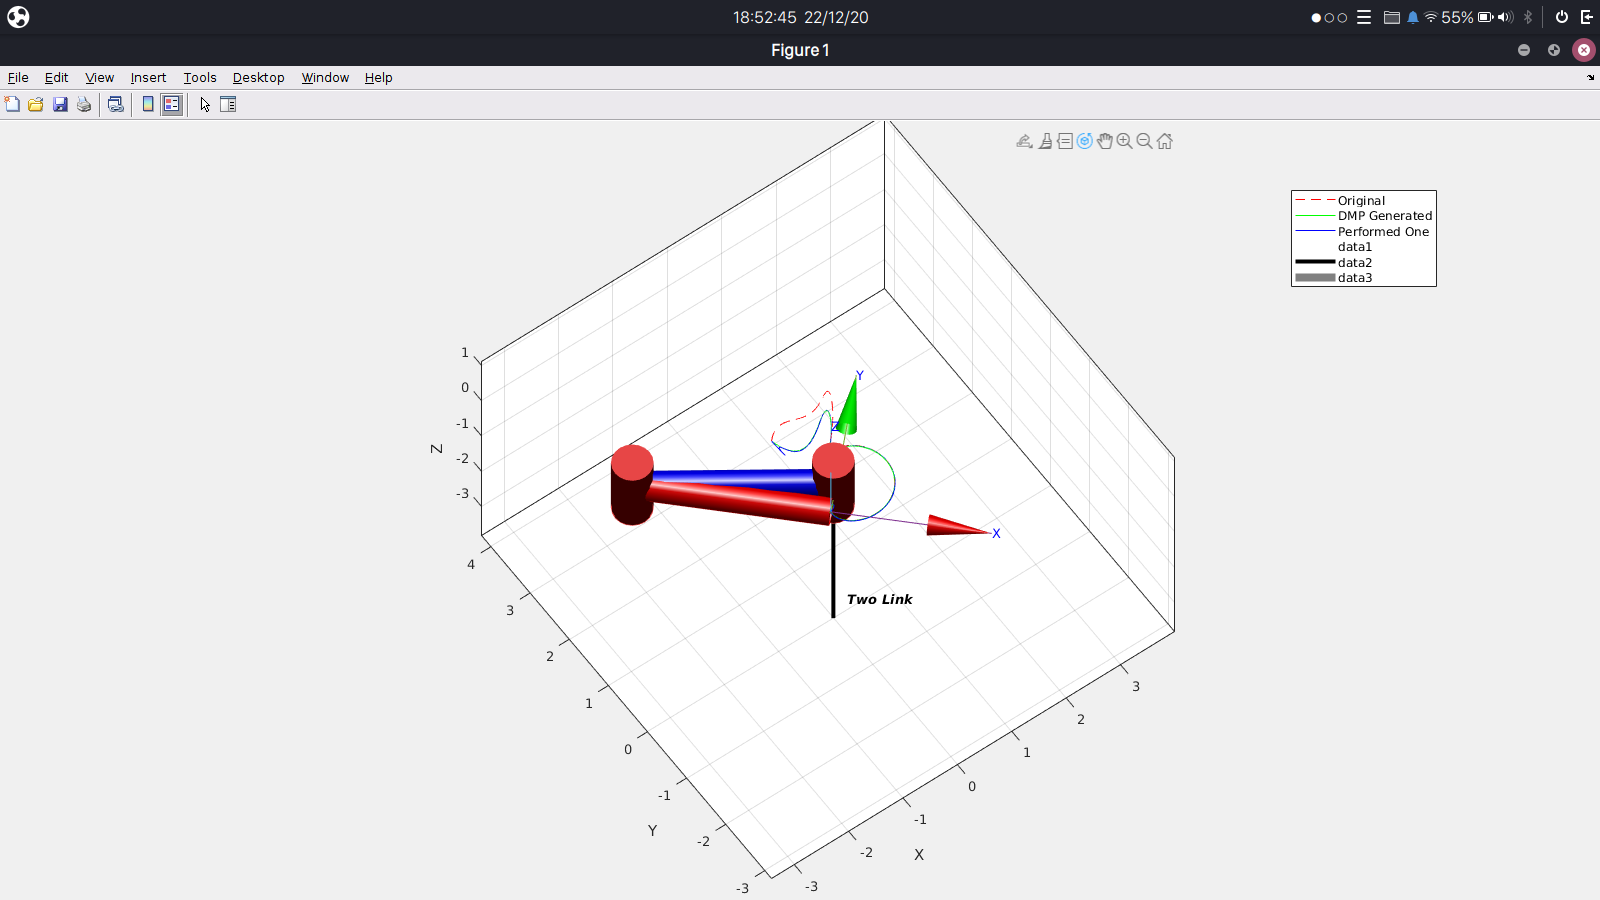 18:52:45 22/12/20
55%
Figure 1
File Edit View Insert Tools Desktop Window Help
Original
DMP Generated
Performed One
data1
data2
data3
1
0
-1
-2
-3
Z
4
3
2
1
0
-1
-2
-3
Y
-3
-2
-1
0
1
2
3
X
Y
Z
X
Two Link